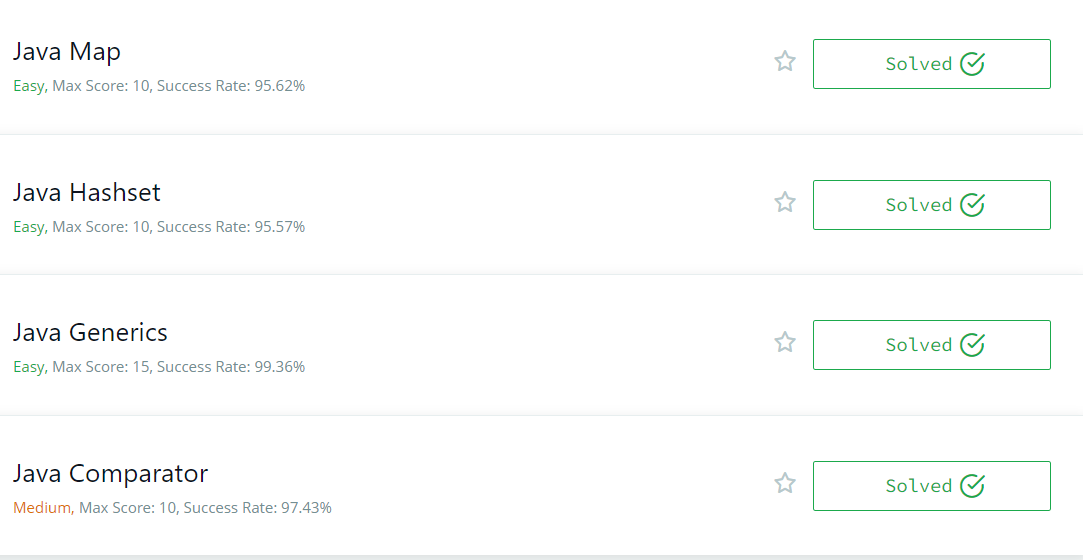 Java Map
Solved
Easy, Max Score: 10, Success Rate: 95.62%
Java Hashset
Solved
Easy, Max Score: 10, Success Rate: 95.57%
Java Generics
Solved
Easy, Max Score: 15, Success Rate: 99.36%
Java Comparator
Solved
Medium, Max Score: 10, Success Rate: 97.43%